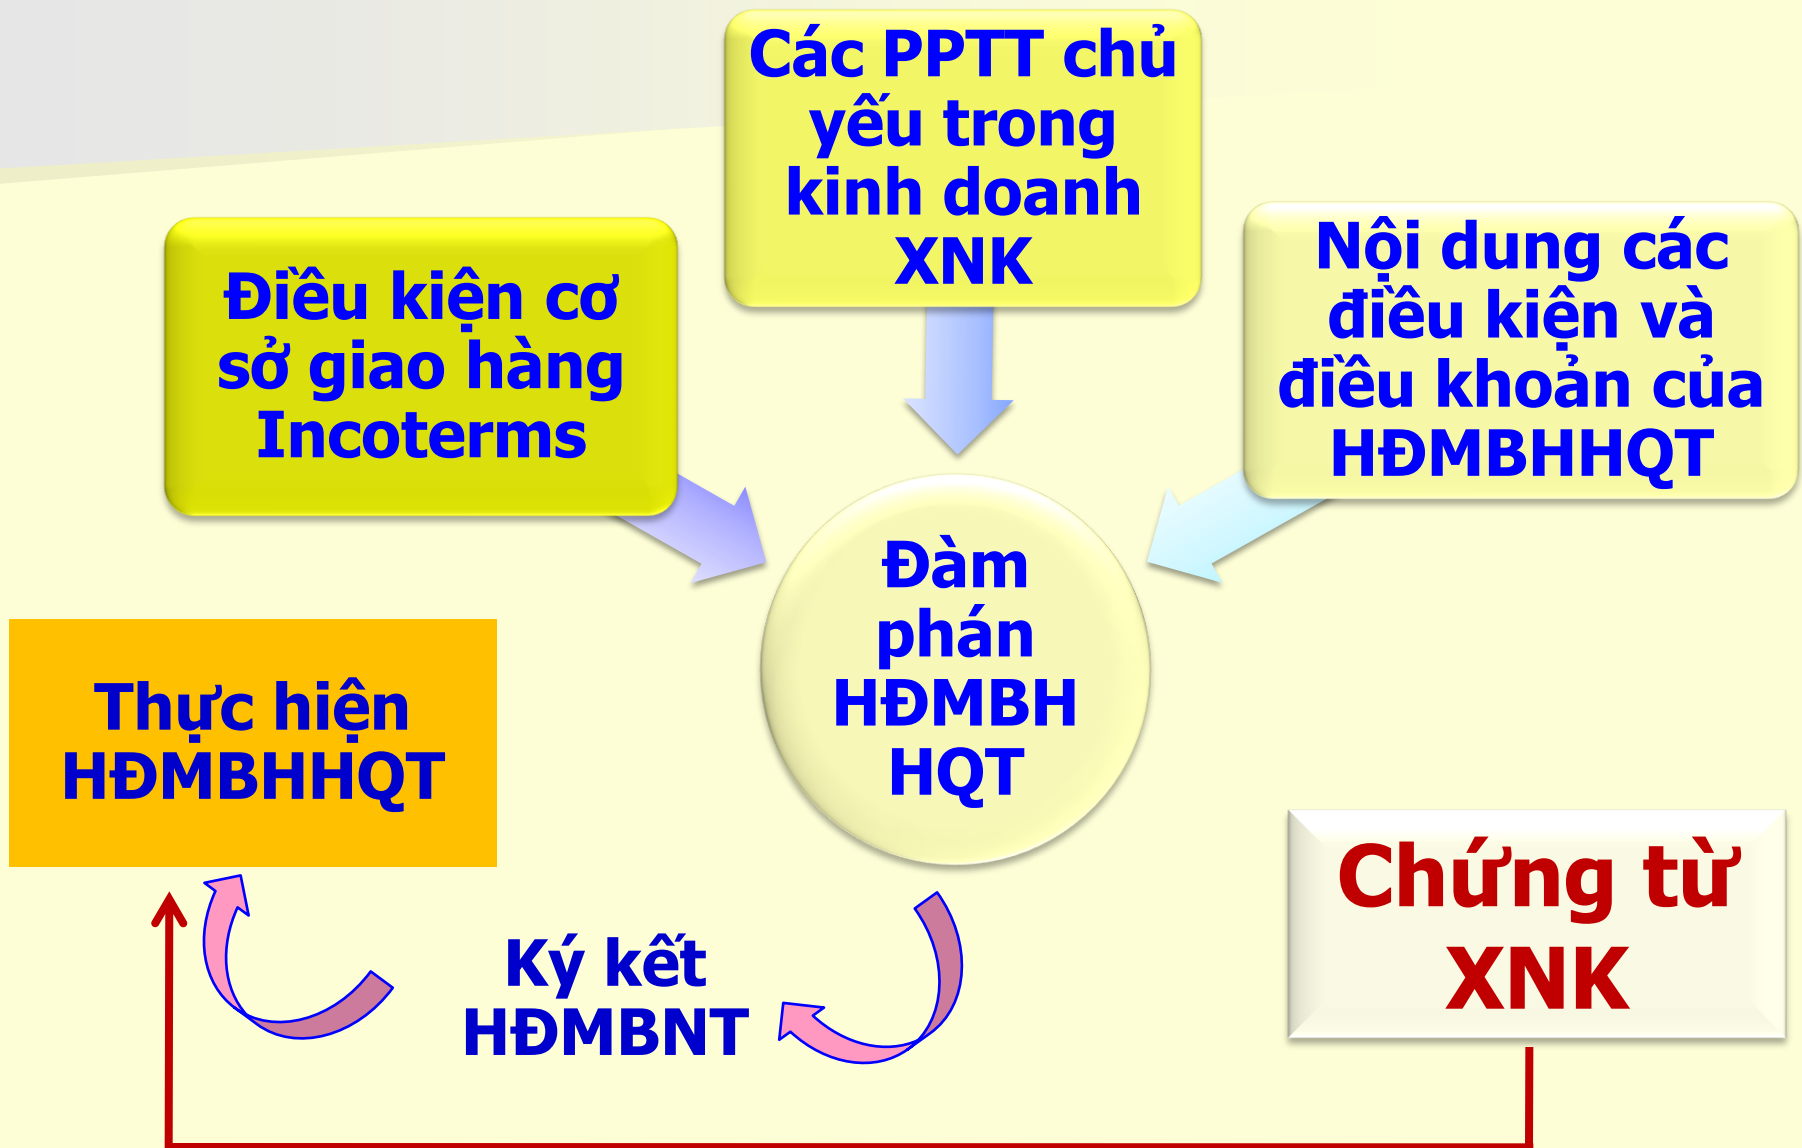 Các PPTT chủ
yếu trong
kinh doanh
XNK
Điều kiện cơ
sở giao hàng
Incoterms
Nội dung các
điều kiện và
điều khoản của
HĐMBHHQT
Đàm
phán
HĐMBH
HQT
Thực hiện
HĐMBHHQT
Ký kết
HĐMBNT
Chứng từ
XNK